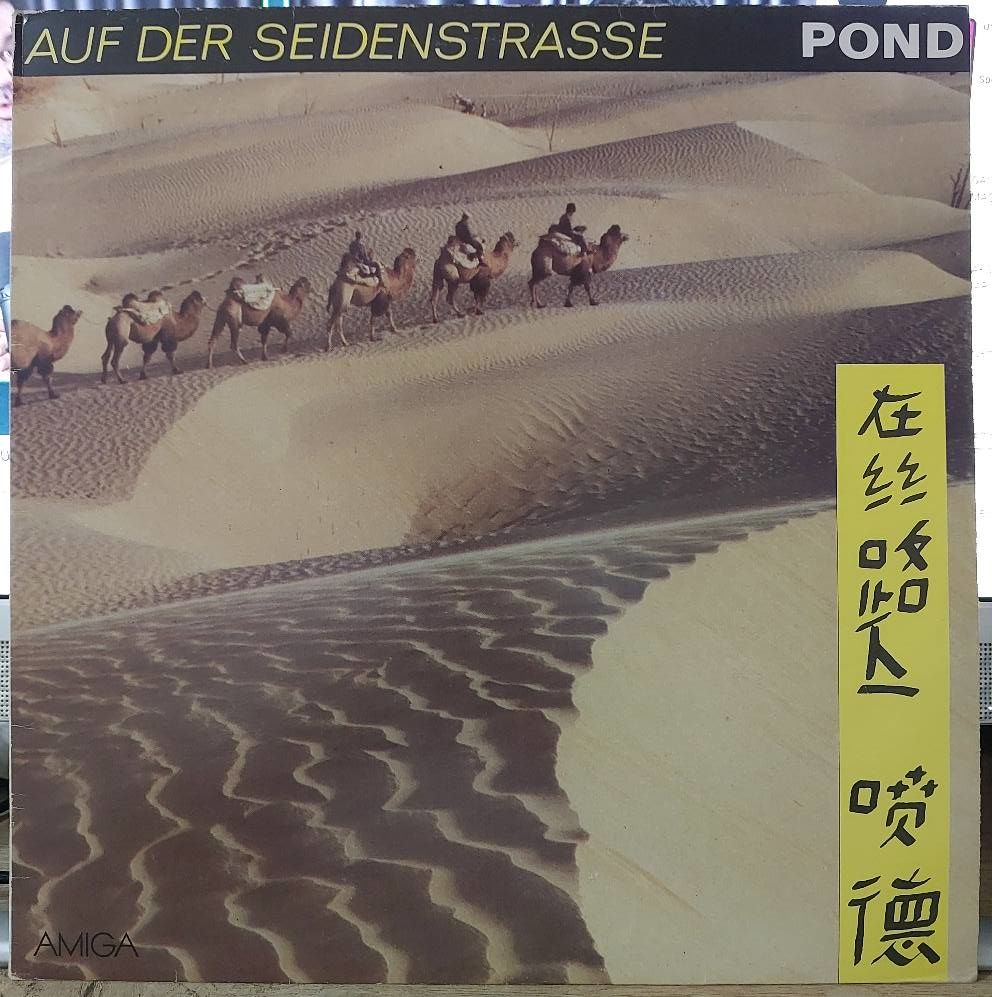 AUF DER SEIDENSTRASSE
POND
在丝路上 喷德
AMIGA